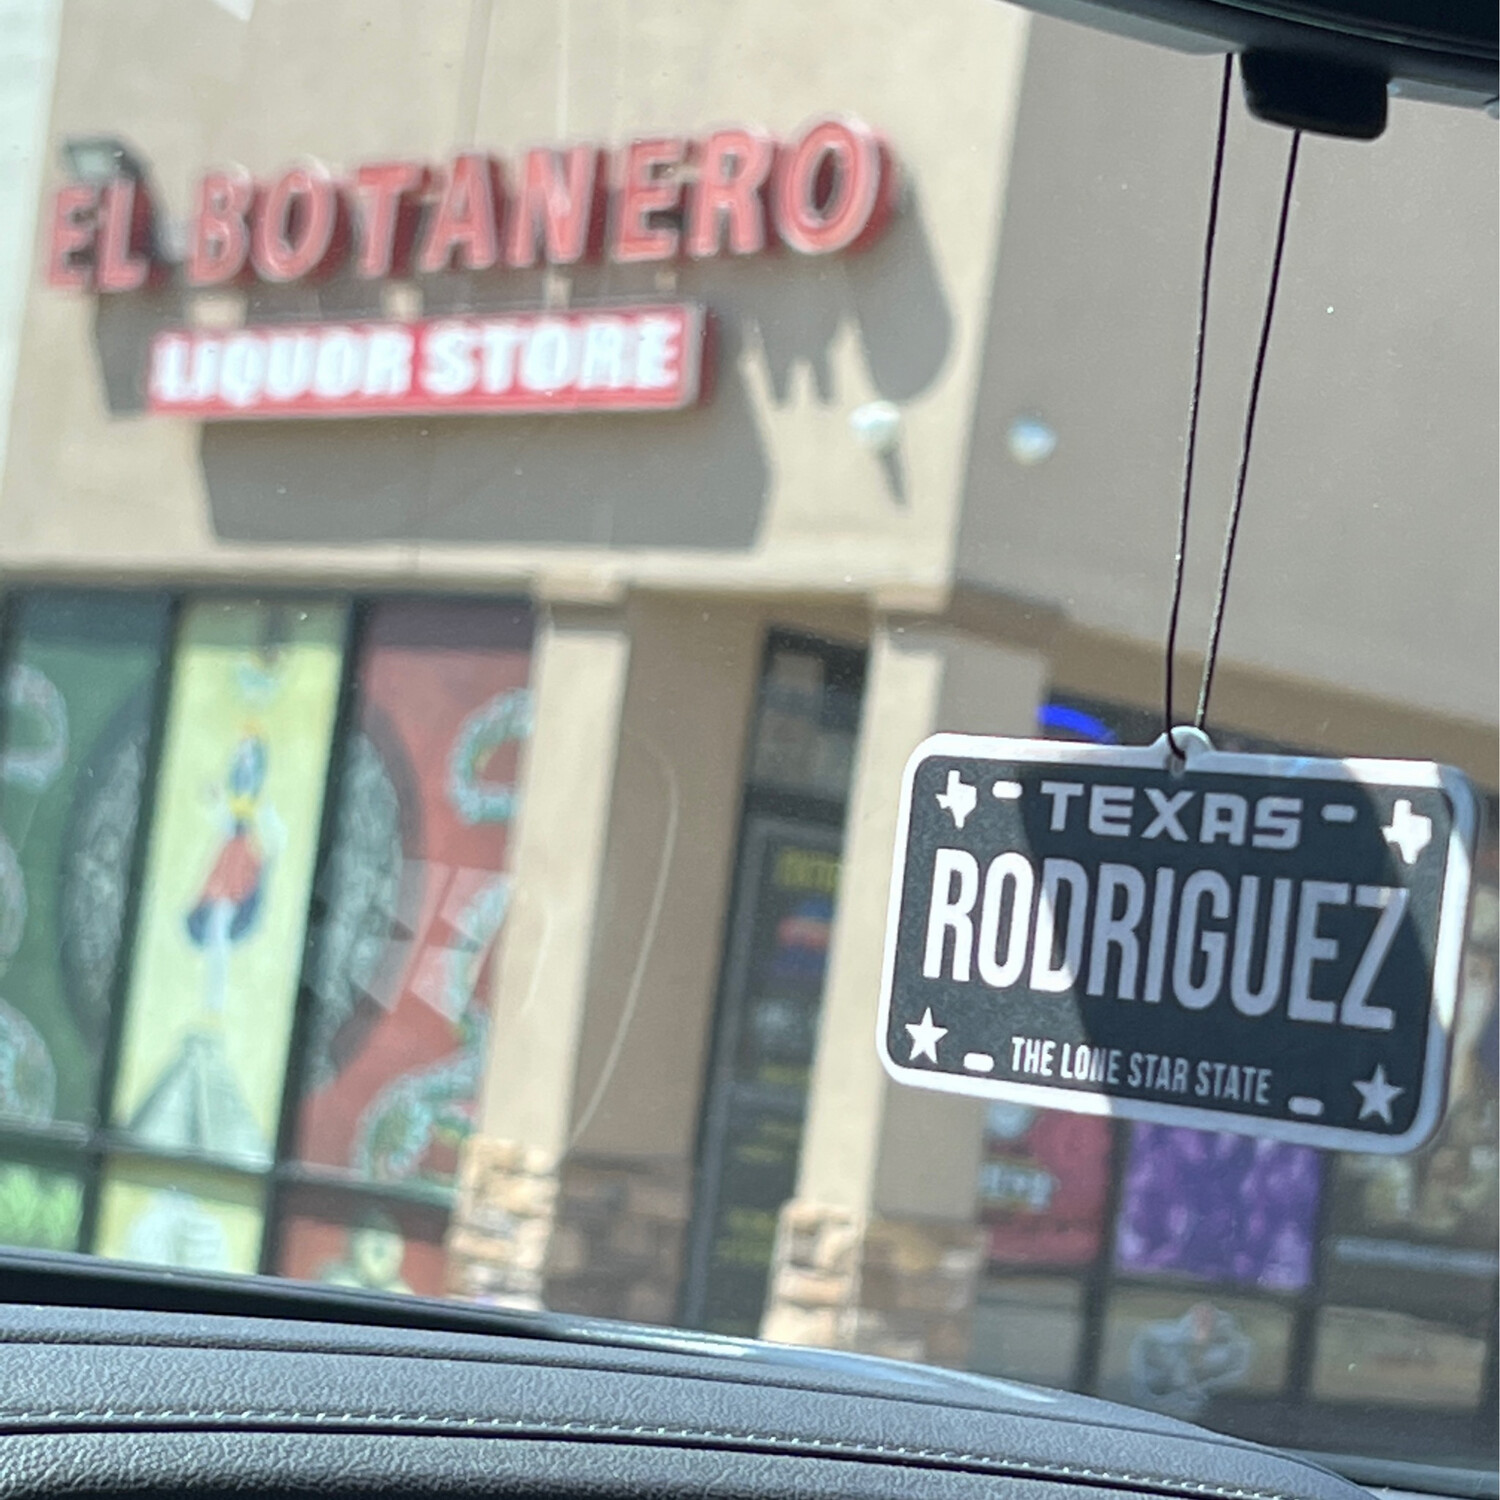 EL BOTANERO
LIQUOR STORE
TEXAS
RODRIGUEZ
THE LONE STAR STATE